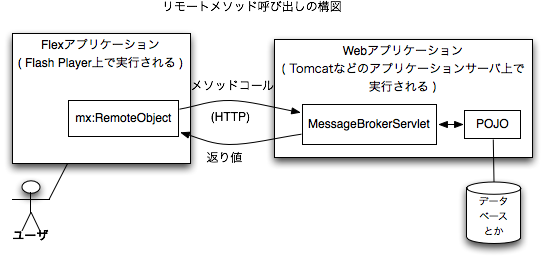 リモートメソッド呼び出しの構図
Flexアプリケーション
( Flash Player上で実行される )
Webアプリケーション
( Tomcatなどのアプリケーションサーバ上で
実行される )
メソッドコール
mx:RemoteObject
(HTTP)
MessageBrokerServlet
POJO
返り値
データ
ベース
とか
ユーザ